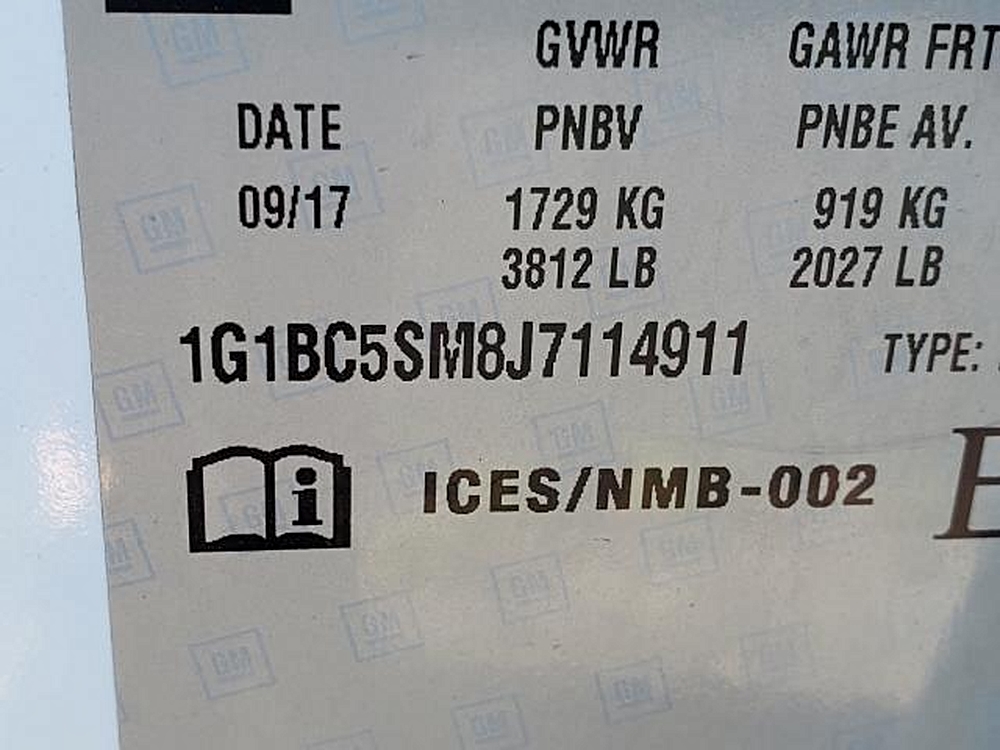 GVWR GAWR FRT
DATE PNBV PNBE AV.
09/17 1729 KG 919 KG
3812 LB 2027 LB
1G1BC5SM8J7114911 TYPE:
i ICES/NMB-002 E
GM